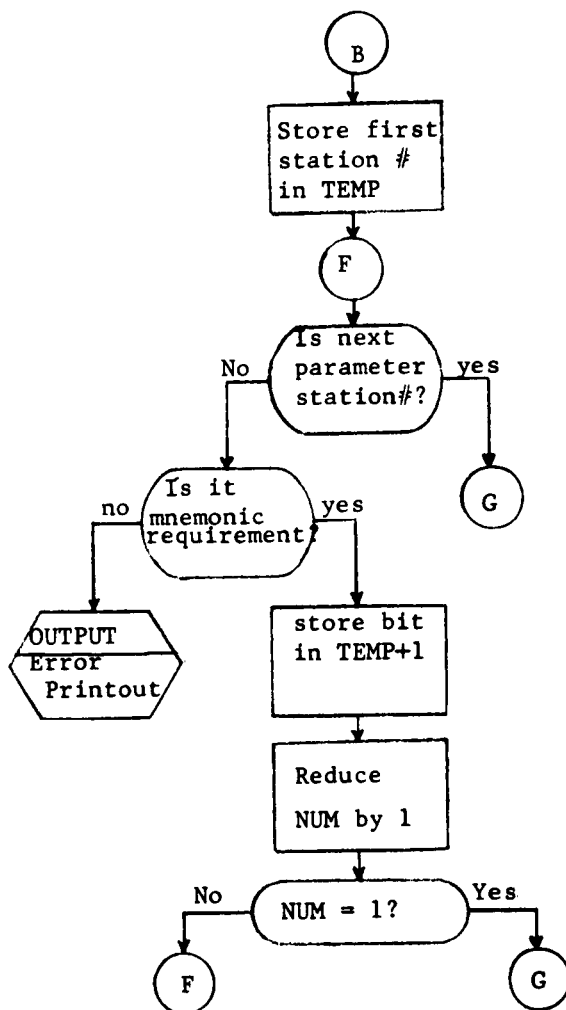 B
Store first
station #
in TEMP
F
Is next
parameter
station#?
No
yes
G
Is it
mnemonic
requirement?
no
yes
OUTPUT
Error
Printout
store bit
in TEMP+1
Reduce
NUM by 1
NUM = 1?
No
Yes
F
G